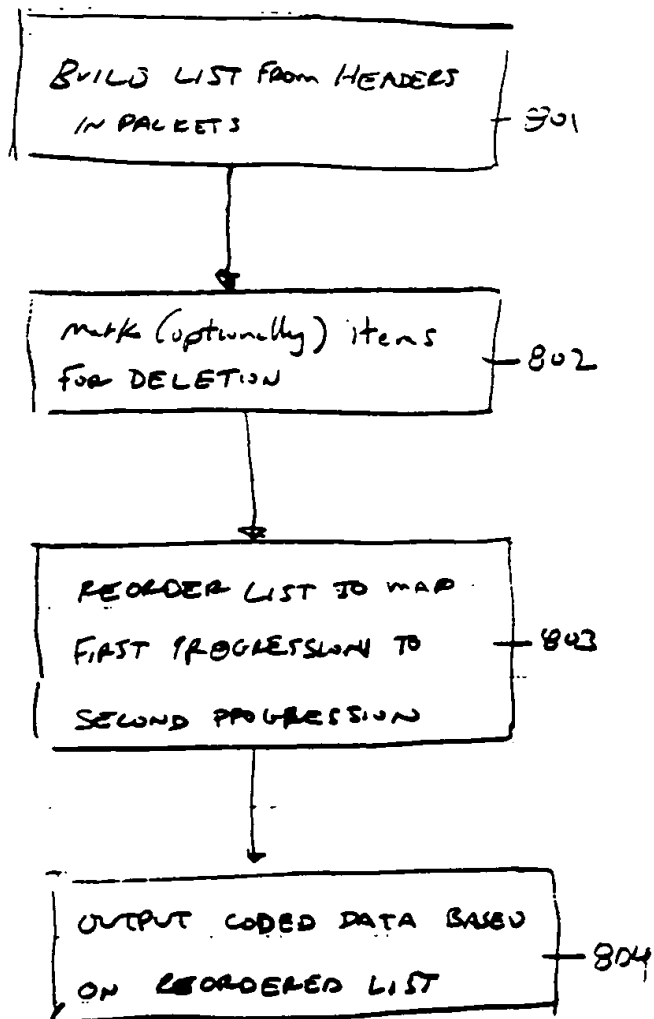 BUILD LIST FROM HEADERS
IN PACKETS
801
mark (optionally) items
FOR DELETION
802
REORDER LIST TO MAP
FIRST PROGRESSION TO
SECOND PROGRESSION
803
OUTPUT CODED DATA BASED
ON REORDERED LIST
804